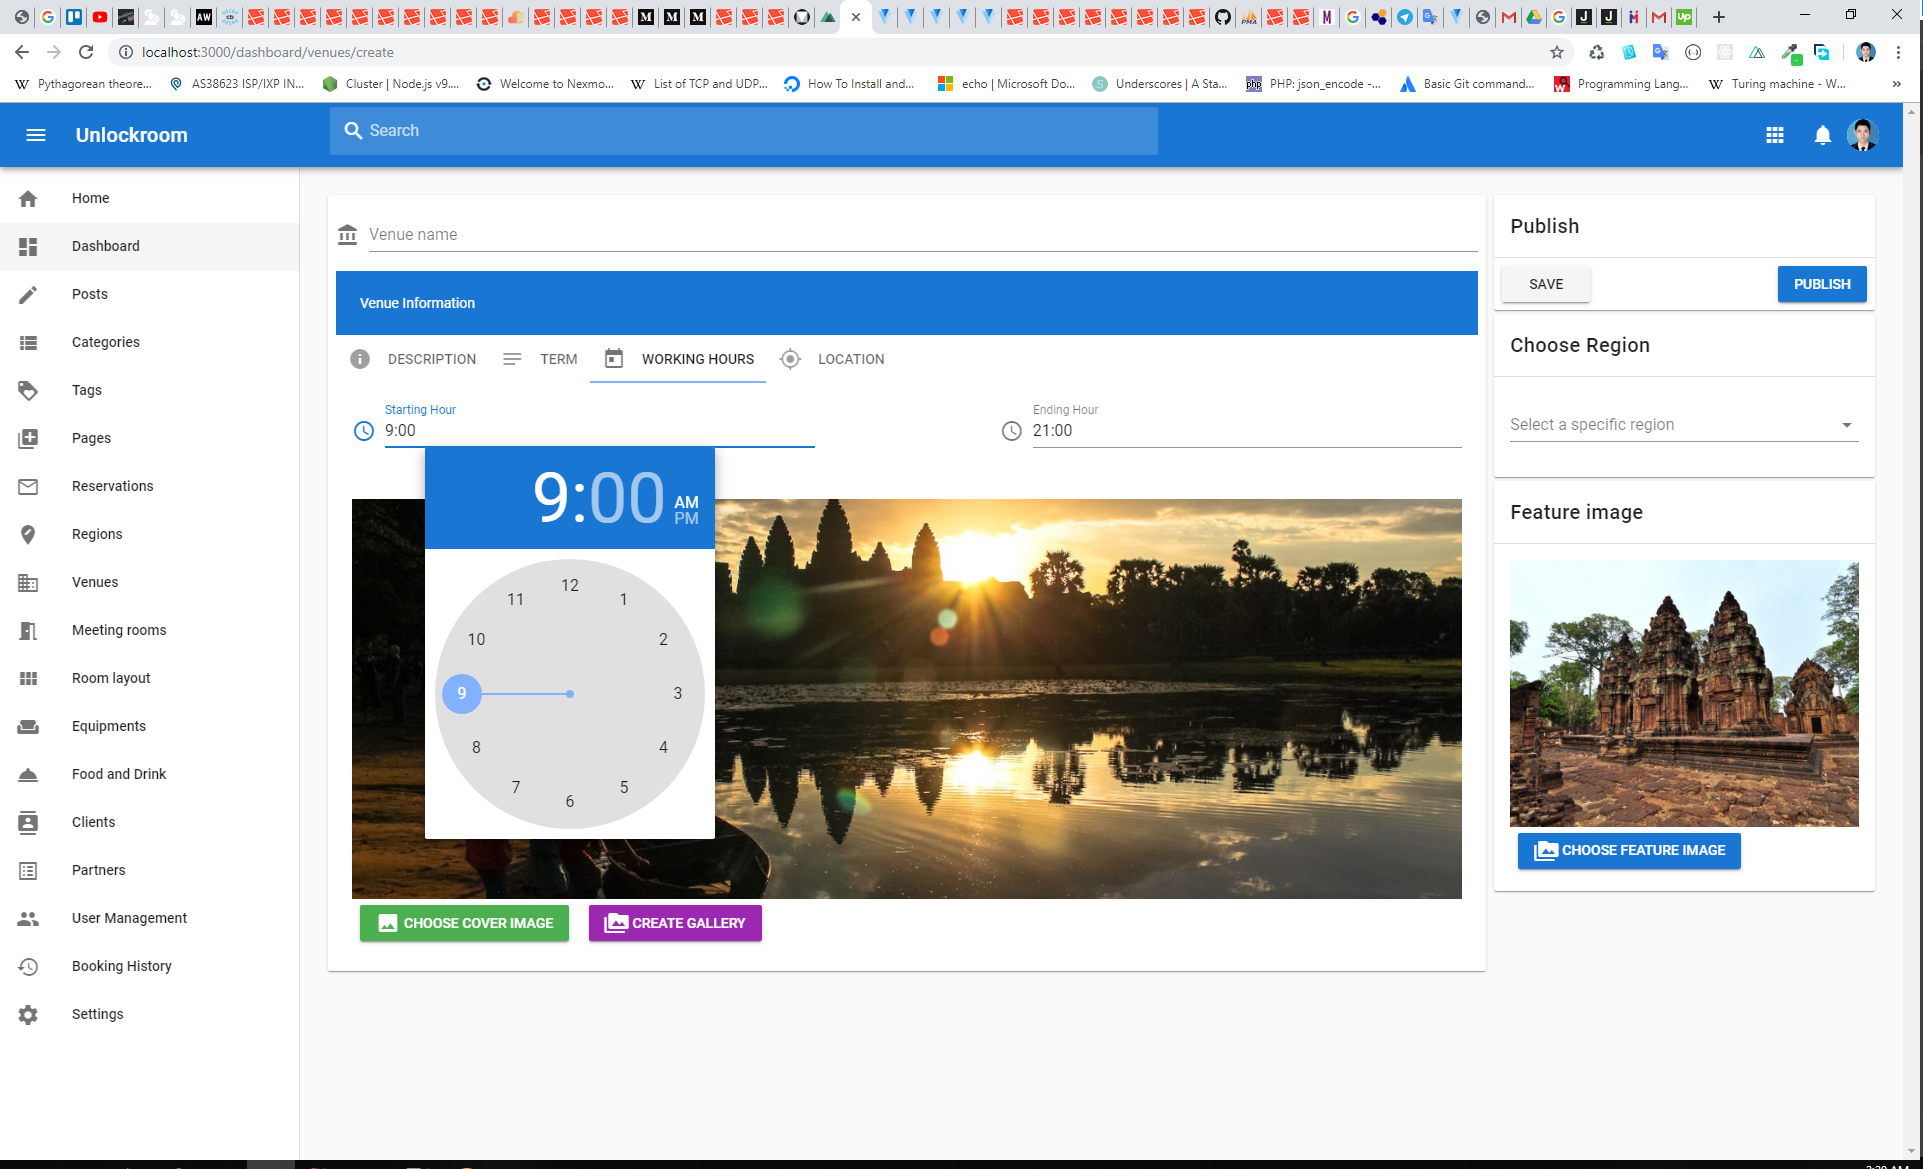 localhost:3000/dashboard/venues/create
Pythagorean theore...
AS38623 ISP/IXP IN...
Cluster | Node.js v9....
Welcome to Nexmo...
List of TCP and UDP...
How To Install and...
echo | Microsoft Do...
Underscores | A Sta...
PHP: json_encode -...
Basic Git command...
Programming Lang...
Turing machine - W...
Unlockroom
Search
Home
Dashboard
Posts
Categories
Tags
Pages
Reservations
Regions
Venues
Meeting rooms
Room layout
Equipments
Food and Drink
Clients
Partners
User Management
Booking History
Settings
Venue name
Venue Information
DESCRIPTION
TERM
WORKING HOURS
LOCATION
Starting Hour
9:00
Ending Hour
21:00
9:00
AM
PM
12
11
1
10
2
9
3
8
4
7
5
6
CHOOSE COVER IMAGE
CREATE GALLERY
Publish
SAVE
PUBLISH
Choose Region
Select a specific region
Feature image
CHOOSE FEATURE IMAGE